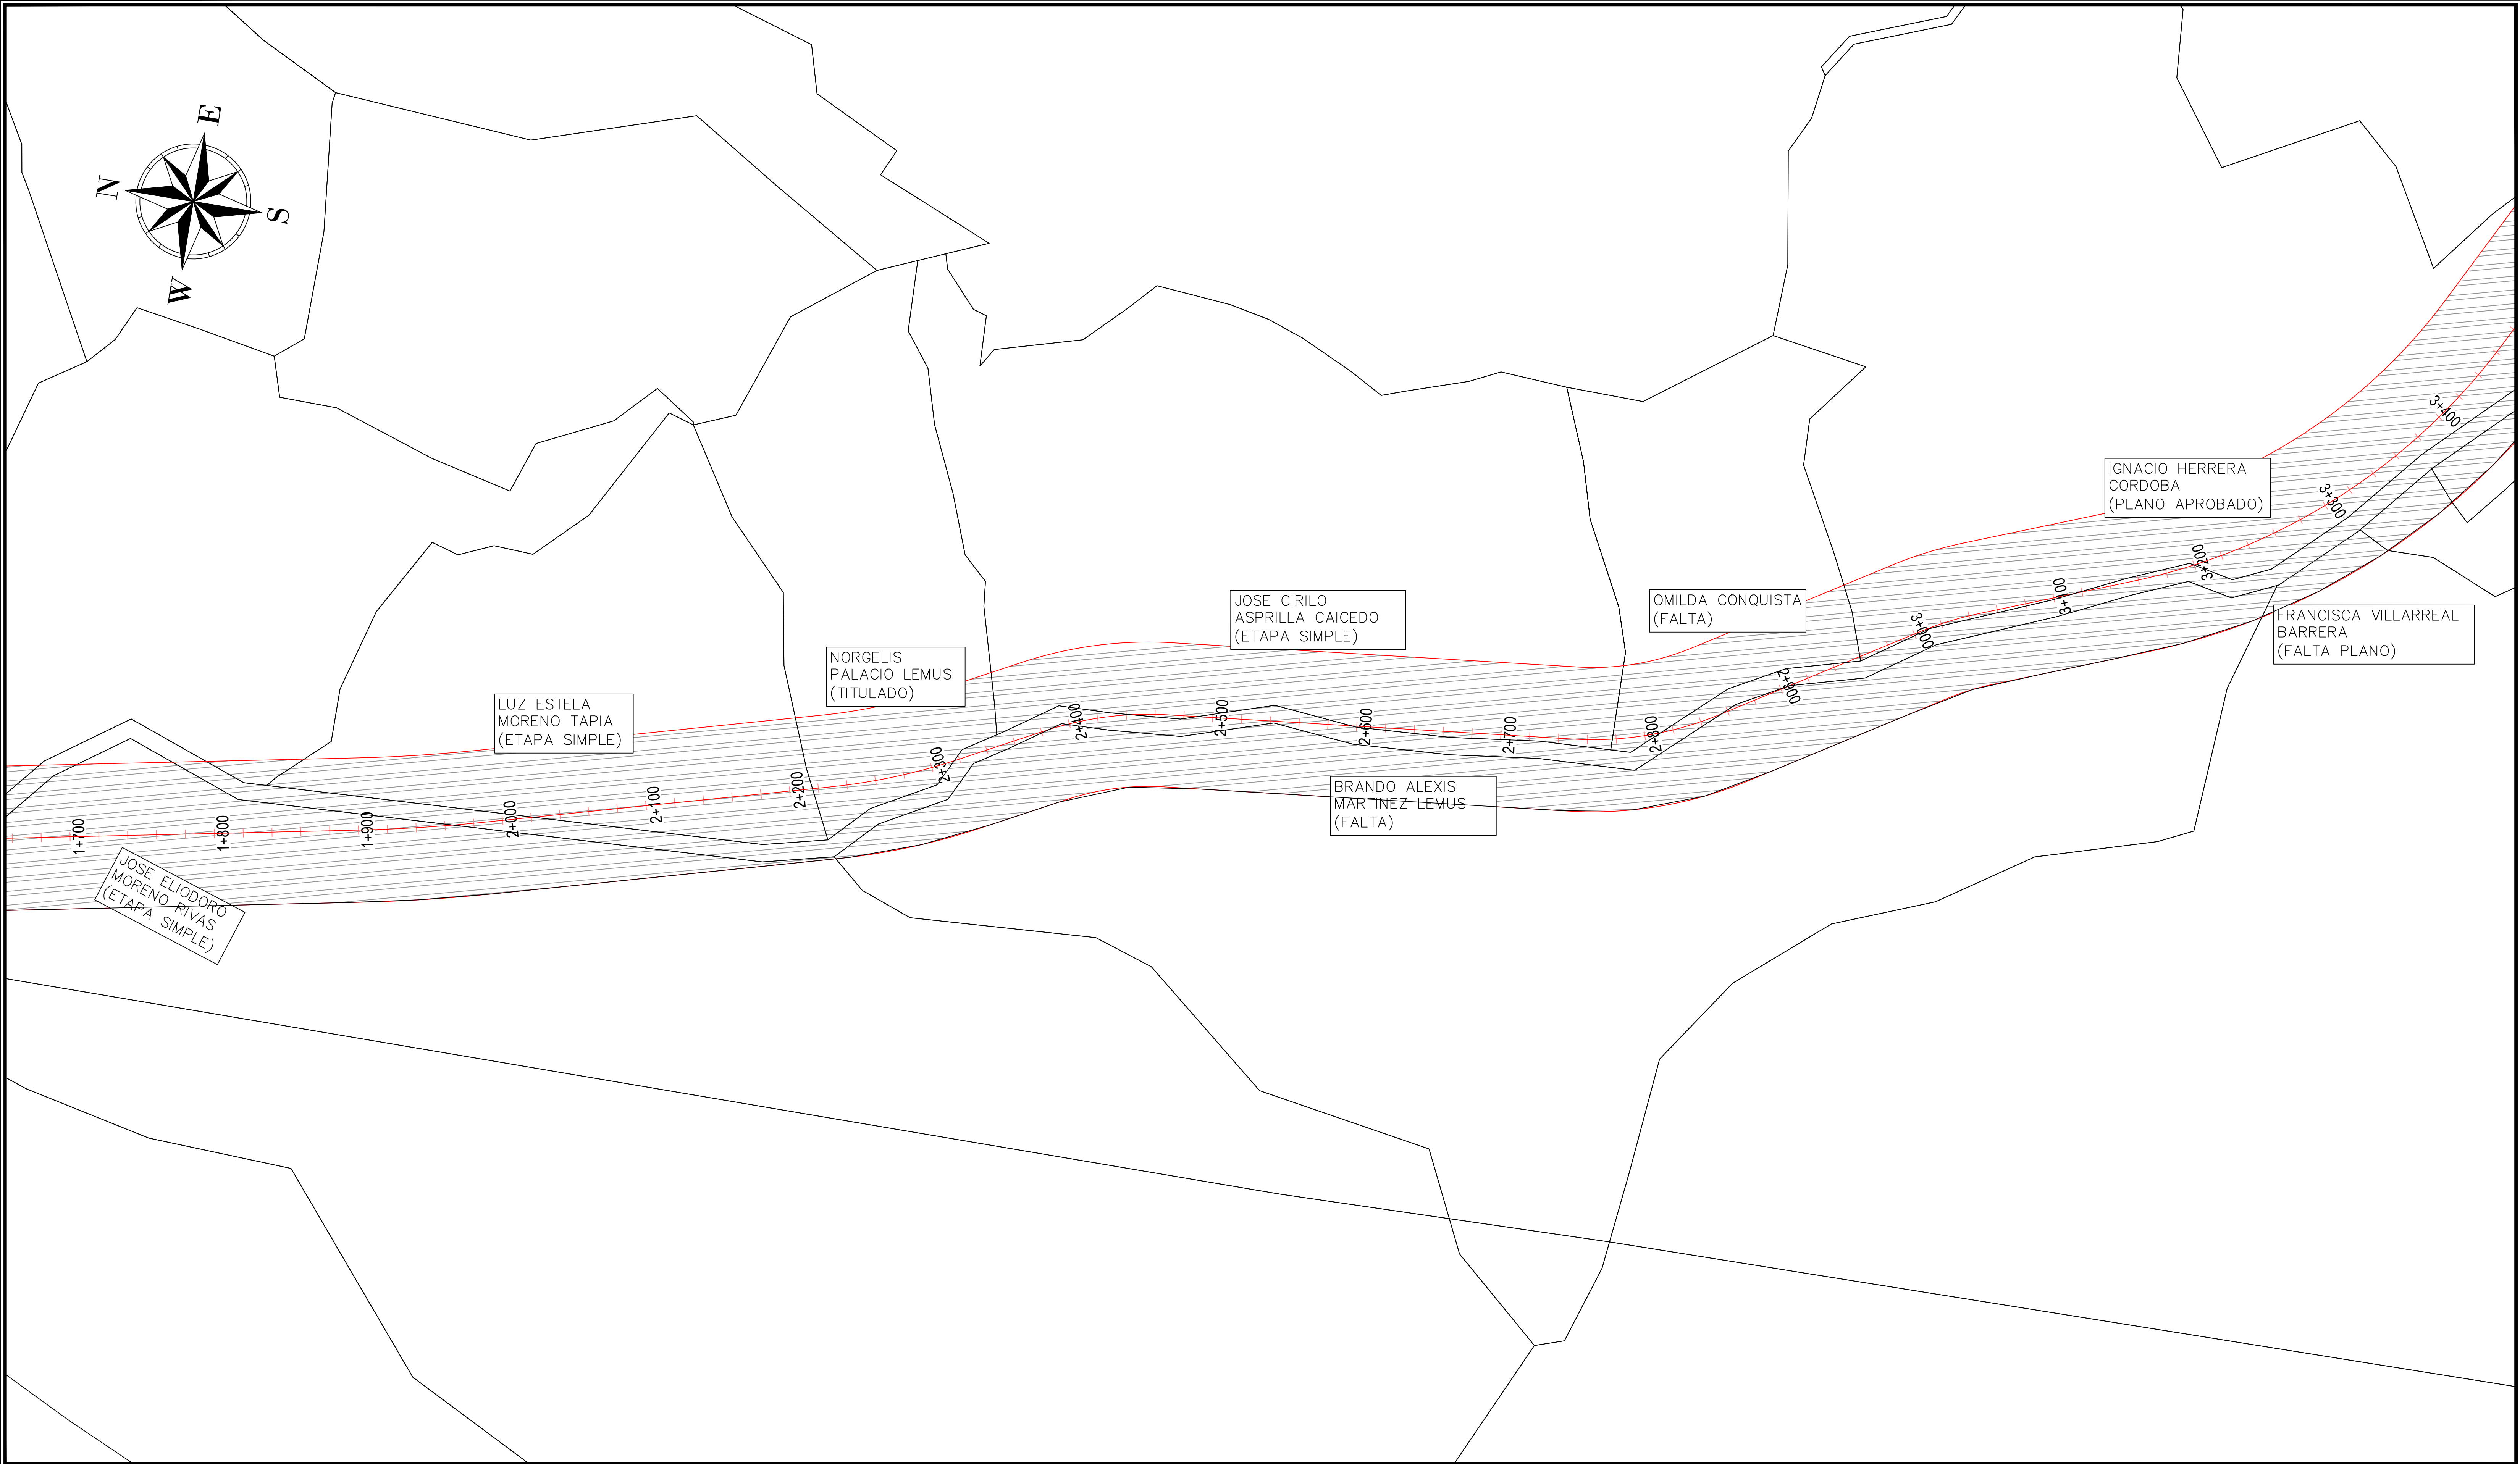 E
N
S
W
IGNACIO HERRERA
CORDOBA
(PLANO APROBADO)
JOSE CIRILO
ASPRILLA CAICEDO
(ETAPA SIMPLE)
OMILDA CONQUISTA
(FALTA)
FRANCISCA VILLARREAL
BARRERA
(FALTA PLANO)
NORGELIS
PALACIO LEMUS
(TITULADO)
LUZ ESTELA
MORENO TAPIA
(ETAPA SIMPLE)
BRANDO ALEXIS
MARTINEZ LEMUS
(FALTA)
JOSE ELIODORO
MORENO RIVAS
(ETAPA SIMPLE)
1+700
1+800
1+900
2+000
2+100
2+200
2+300
2+400
2+500
2+600
2+700
2+800
2+900
3+000
3+100
3+200
3+300
3+400